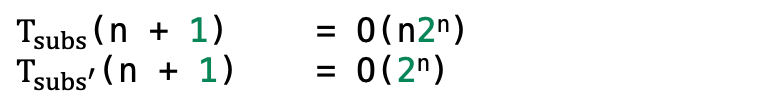 Tsubs(n + 1) = O(n2ⁿ)
Tsubs′(n + 1) = O(2ⁿ)